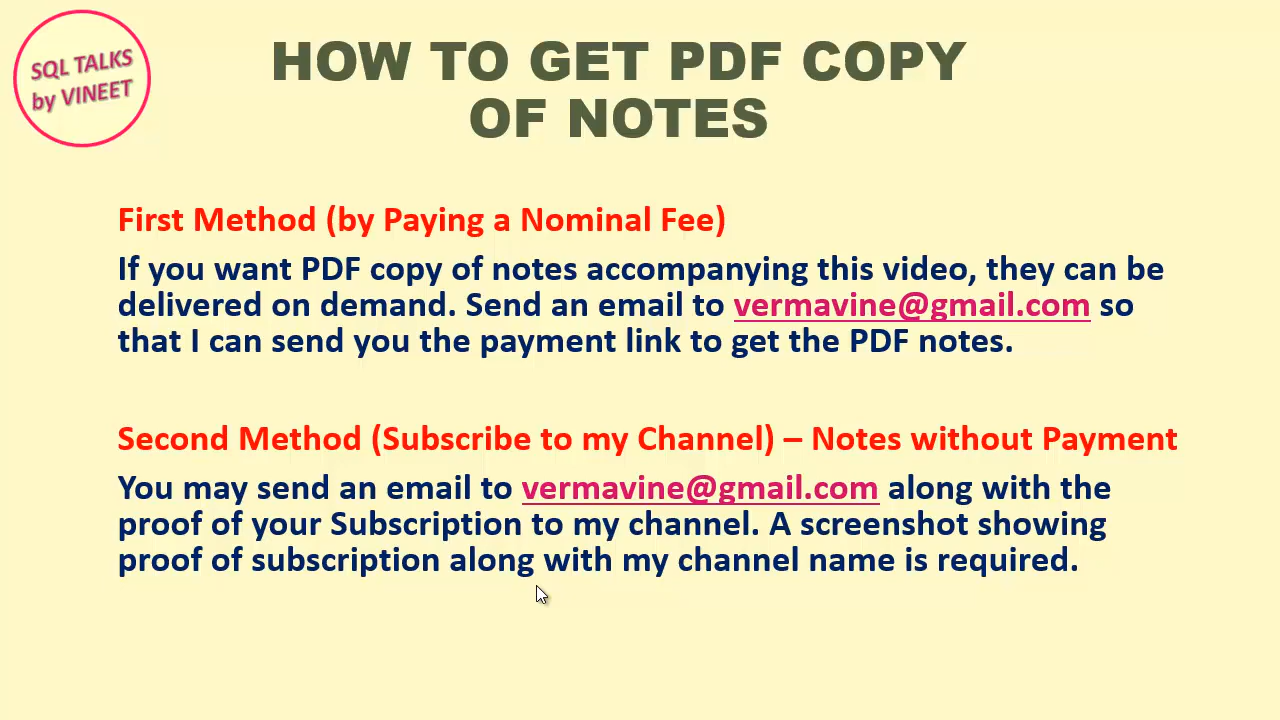 SQL TALKS
by VINEET
HOW TO GET PDF COPY
OF NOTES
First Method (by Paying a Nominal Fee)
If you want PDF copy of notes accompanying this video, they can be
delivered on demand. Send an email to vermavine@gmail.com so
that I can send you the payment link to get the PDF notes.
Second Method (Subscribe to my Channel) – Notes without Payment
You may send an email to vermavine@gmail.com along with the
proof of your Subscription to my channel. A screenshot showing
proof of subscription along with my channel name is required.